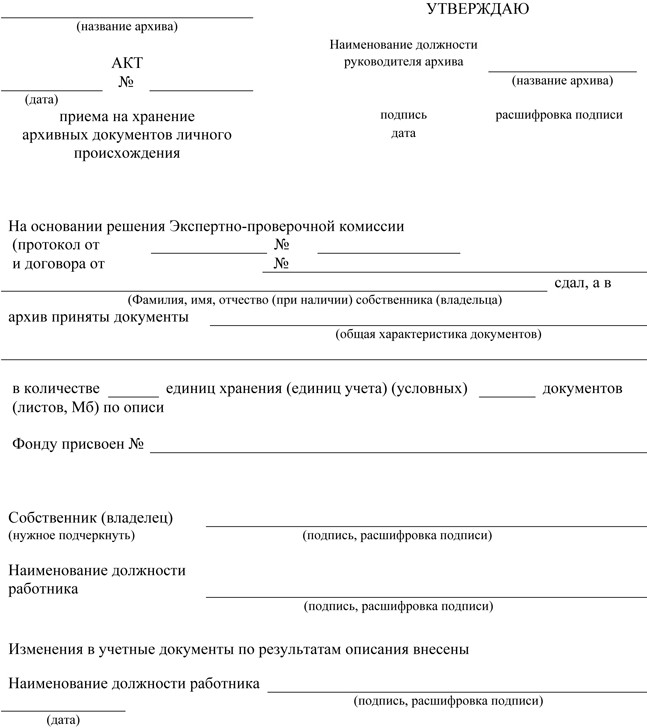 УТВЕРЖДАЮ
(название архива)
Наименование должности
руководителя архива
(название архива)
АКТ
№
(дата)
приема на хранение
архивных документов личного
происхождения
подпись расшифровка подписи
дата
На основании решения Экспертно-проверочной комиссии
(протокол от №
и договора от №
сдал, а в
(Фамилия, имя, отчество (при наличии) собственника (владельца)
архив приняты документы
(общая характеристика документов)
в количестве единиц хранения (единиц учета) (условных) документов
(листов, Мб) по описи
Фонду присвоен №
Собственник (владелец)
(нужное подчеркнуть) (подпись, расшифровка подписи)
Наименование должности
работника
(подпись, расшифровка подписи)
Изменения в учетные документы по результатам описания внесены
Наименование должности работника
(подпись, расшифровка подписи)
(дата)